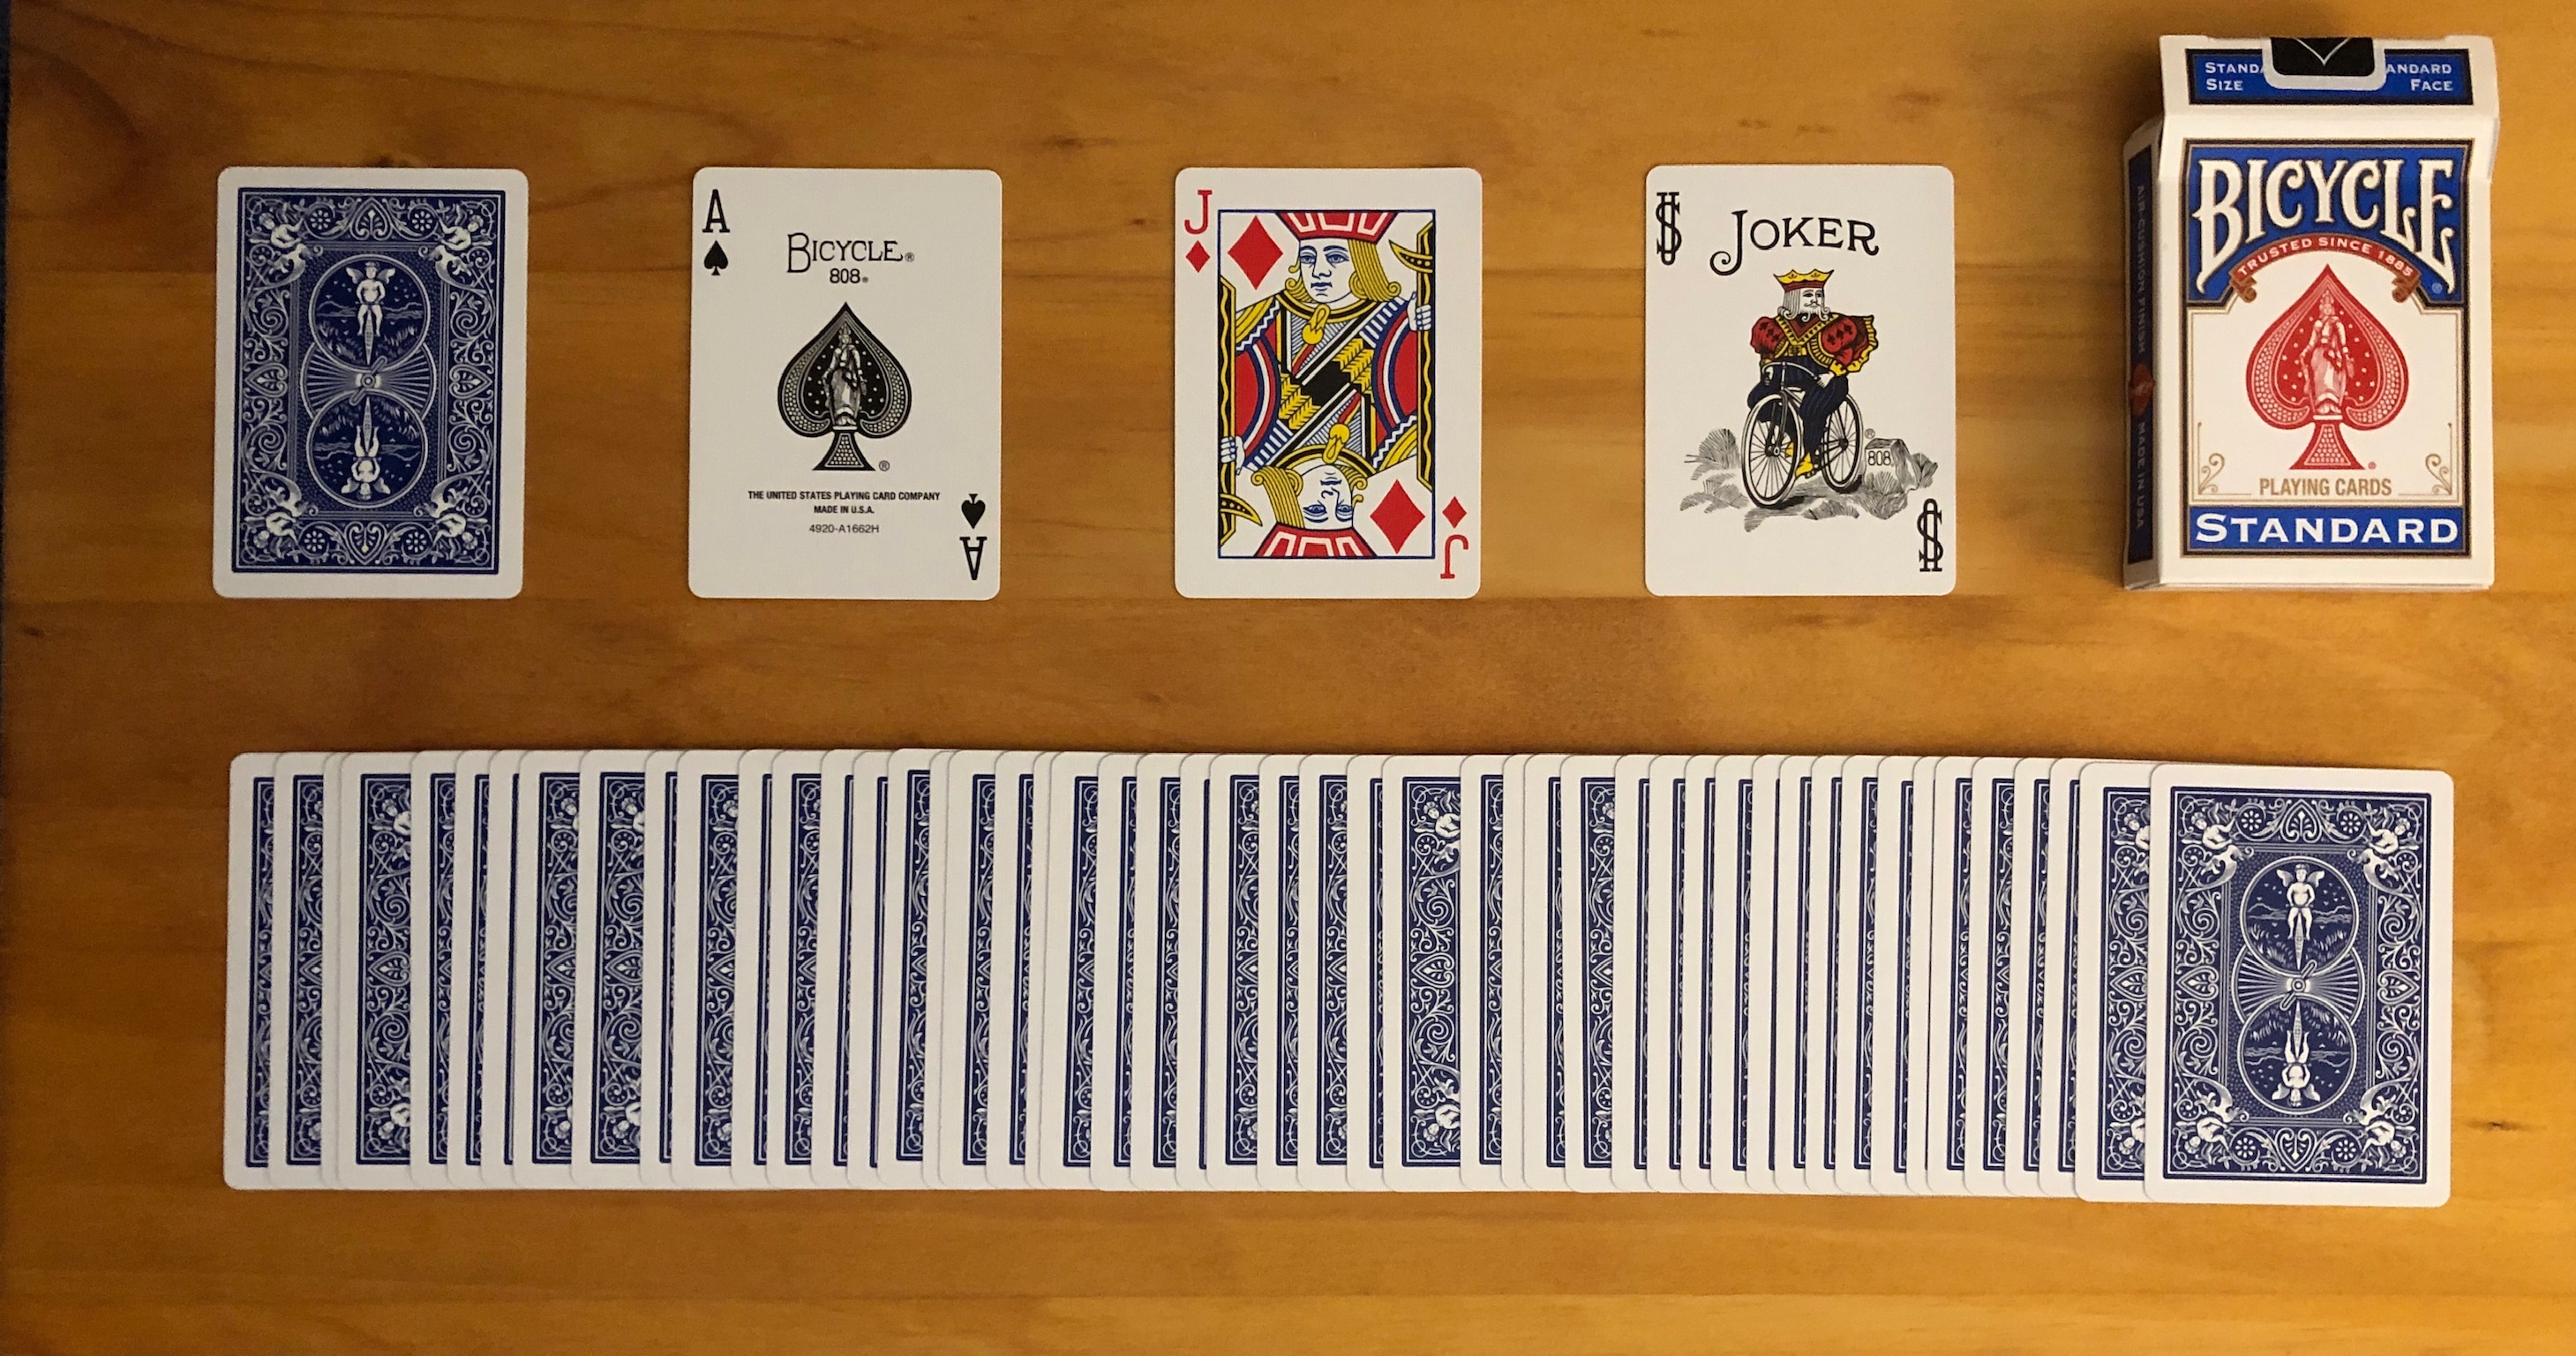 A
BICYCLE®
808®
®
THE UNITED STATES PLAYING CARD COMPANY
MADE IN U.S.A.
4920-A1662H
A
J
J
JOKER
®
808
STANDARD
SIZE
FACE
BICYCLE®
TRUSTED SINCE 1885
®
PLAYING CARDS
STANDARD
AIR-CUSHION FINISH
MADE IN USA